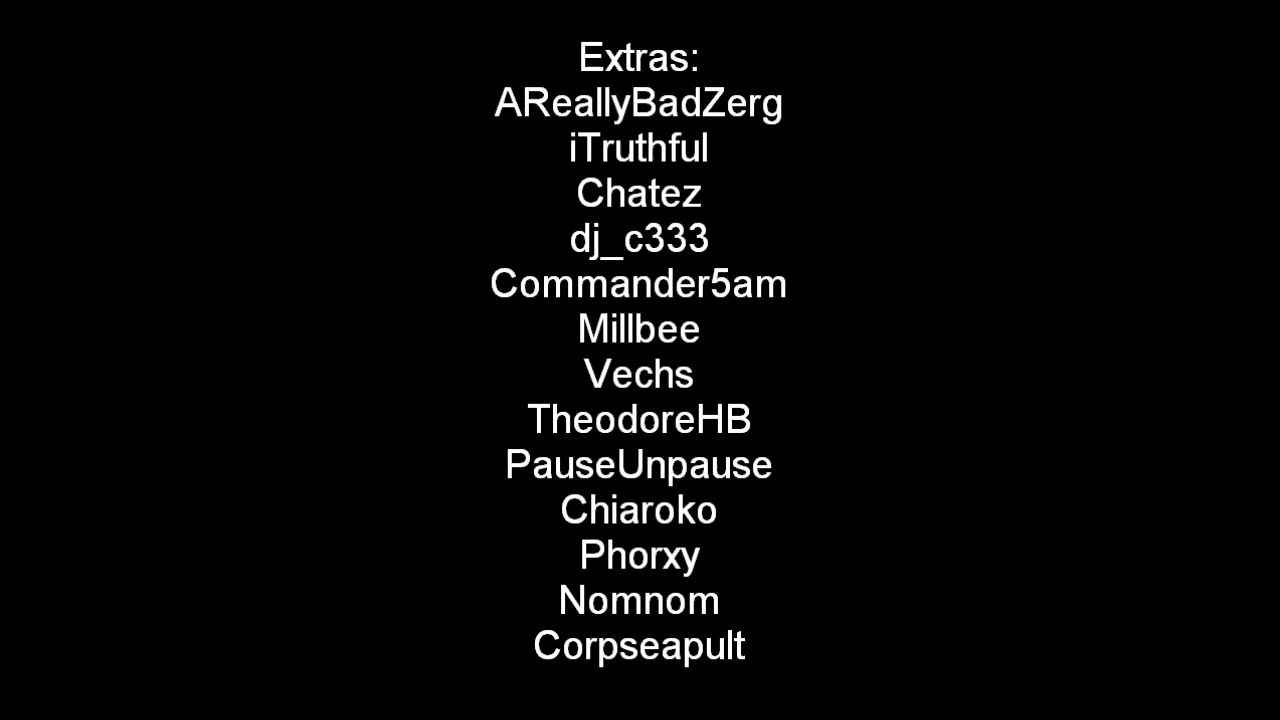 Extras:
AReallyBadZerg
iTruthful
Chatez
dj_c333
Commander5am
Millbee
Vechs
TheodoreHB
PauseUnpause
Chiaroko
Phorxy
Nomnom
Corpseapult